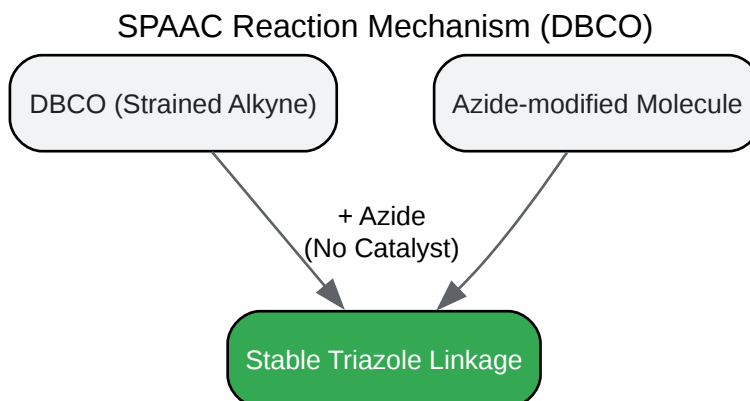 SPAAC Reaction Mechanism (DBCO)
DBCO (Strained Alkyne)
Azide-modified Molecule
+ Azide
(No Catalyst)
Stable Triazole Linkage